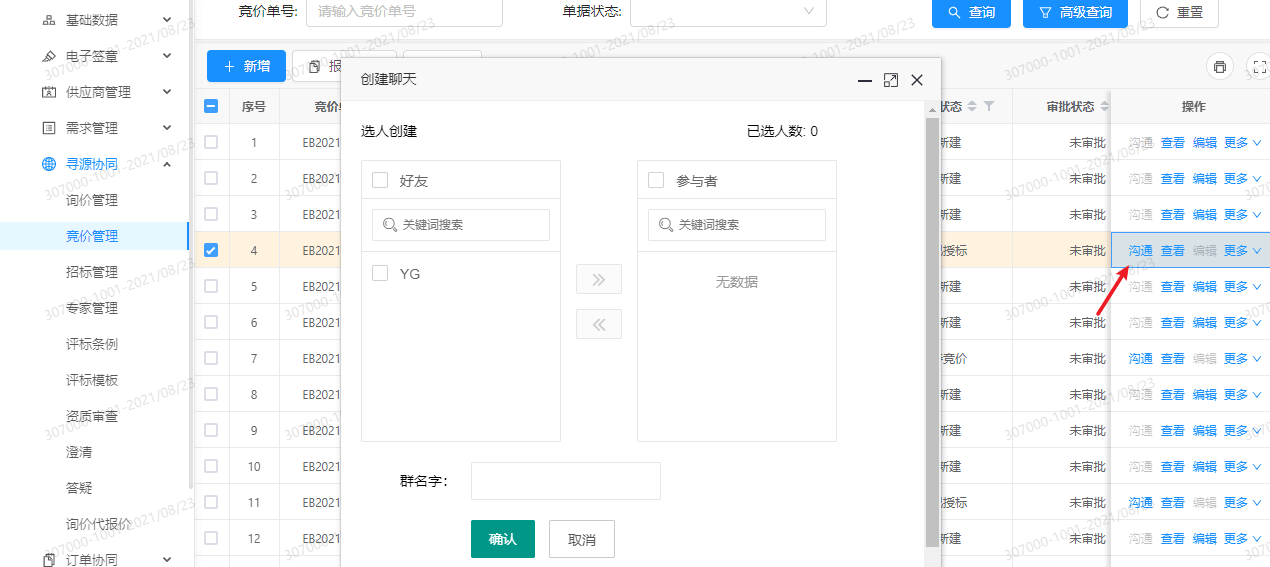 基础数据
电子签章
供应商管理
需求管理
寻源协同
询价管理
竞价管理
招标管理
专家管理
评标条例
评标模板
资质审查
澄清
答疑
询价代报价
订单协同
竞价单号: 请输入竞价单号 单据状态: 查询 高级查询 重置
新增 报
序号 竞价 状态 审批状态 操作
1 EB2021 新建 未审批 沟通 查看 编辑 更多
2 EB2021 新建 未审批 沟通 查看 编辑 更多
3 EB2021 新建 未审批 沟通 查看 编辑 更多
4 EB2021 授标 未审批 沟通 查看 编辑 更多
5 EB2021 新建 未审批 沟通 查看 编辑 更多
6 EB2021 新建 未审批 沟通 查看 编辑 更多
7 EB2021 竞价 未审批 沟通 查看 编辑 更多
8 EB2021 新建 未审批 沟通 查看 编辑 更多
9 EB2021 新建 未审批 沟通 查看 编辑 更多
10 EB2021 新建 未审批 沟通 查看 编辑 更多
11 EB2021 授标 未审批 沟通 查看 编辑 更多
12 EB2021 新建 未审批 沟通 查看 编辑 更多
创建聊天
选人创建 已选人数: 0
好友
关键词搜索
YG
参与者
关键词搜索
无数据
群名字：
确认 取消
307000-1001-2021/08/23